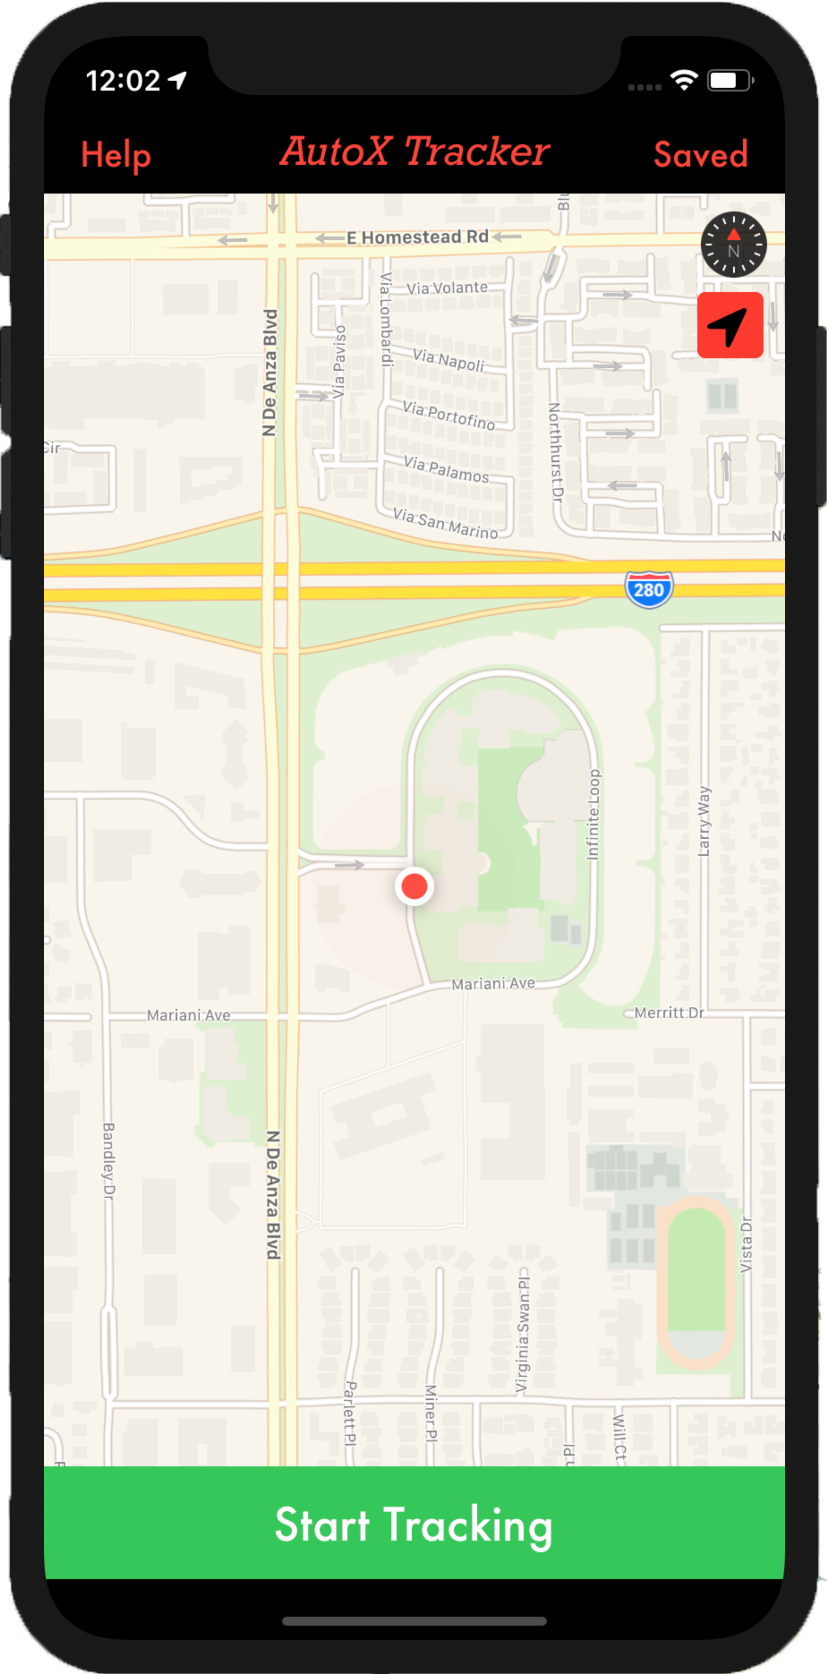 12:02
Help
AutoX Tracker
Saved
E Homestead Rd
N
Via Volante
Via Lombardi
Via Paviso
N De Anza Blvd
Via Napoli
Via Portofino
Northhurst Dr
Via Palamos
Via San Marino
280
Infinite Loop
Larry Way
Mariani Ave
Merritt Dr
Mariani Ave
Bandley Dr
N De Anza Blvd
Vista Dr
Virginia Swan Pl
Parlett Pl
Miner Pl
Will Ct
Start Tracking